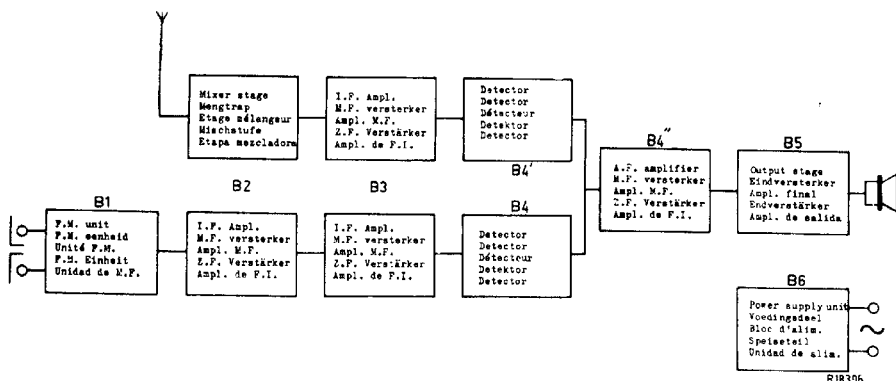 Mixer stage
Mengtrap
Etage mélangeur
Mischstufe
Etapa mezcladora
I.F. Ampl.
M.F. versterker
Ampl. M.F.
Z.F. Verstärker
Ampl. de F.I.
Detector
Detector
Détecteur
Detektor
Detector
B4'
B4"
A.F. amplifier
M.F. versterker
Ampl. M.F.
Z.F. Verstärker
Ampl. de F.I.
B5
Output stage
Eindversterker
Ampl. final
Endverstärker
Ampl. de salida
B1
F.M. unit
F.M. eenheid
Unité F.M.
F.M. Einheit
Unidad de M.F.
B2
I.F. Ampl.
M.F. versterker
Ampl. M.F.
Z.F. Verstärker
Ampl. de F.I.
B3
I.F. Ampl.
M.F. versterker
Ampl. M.F.
Z.F. Verstärker
Ampl. de F.I.
B4
Detector
Detector
Détecteur
Detektor
Detector
B6
Power supply unit
Voedingsdeel
Bloc d'alim.
Speiseteil
Unidad de alim.
R18396